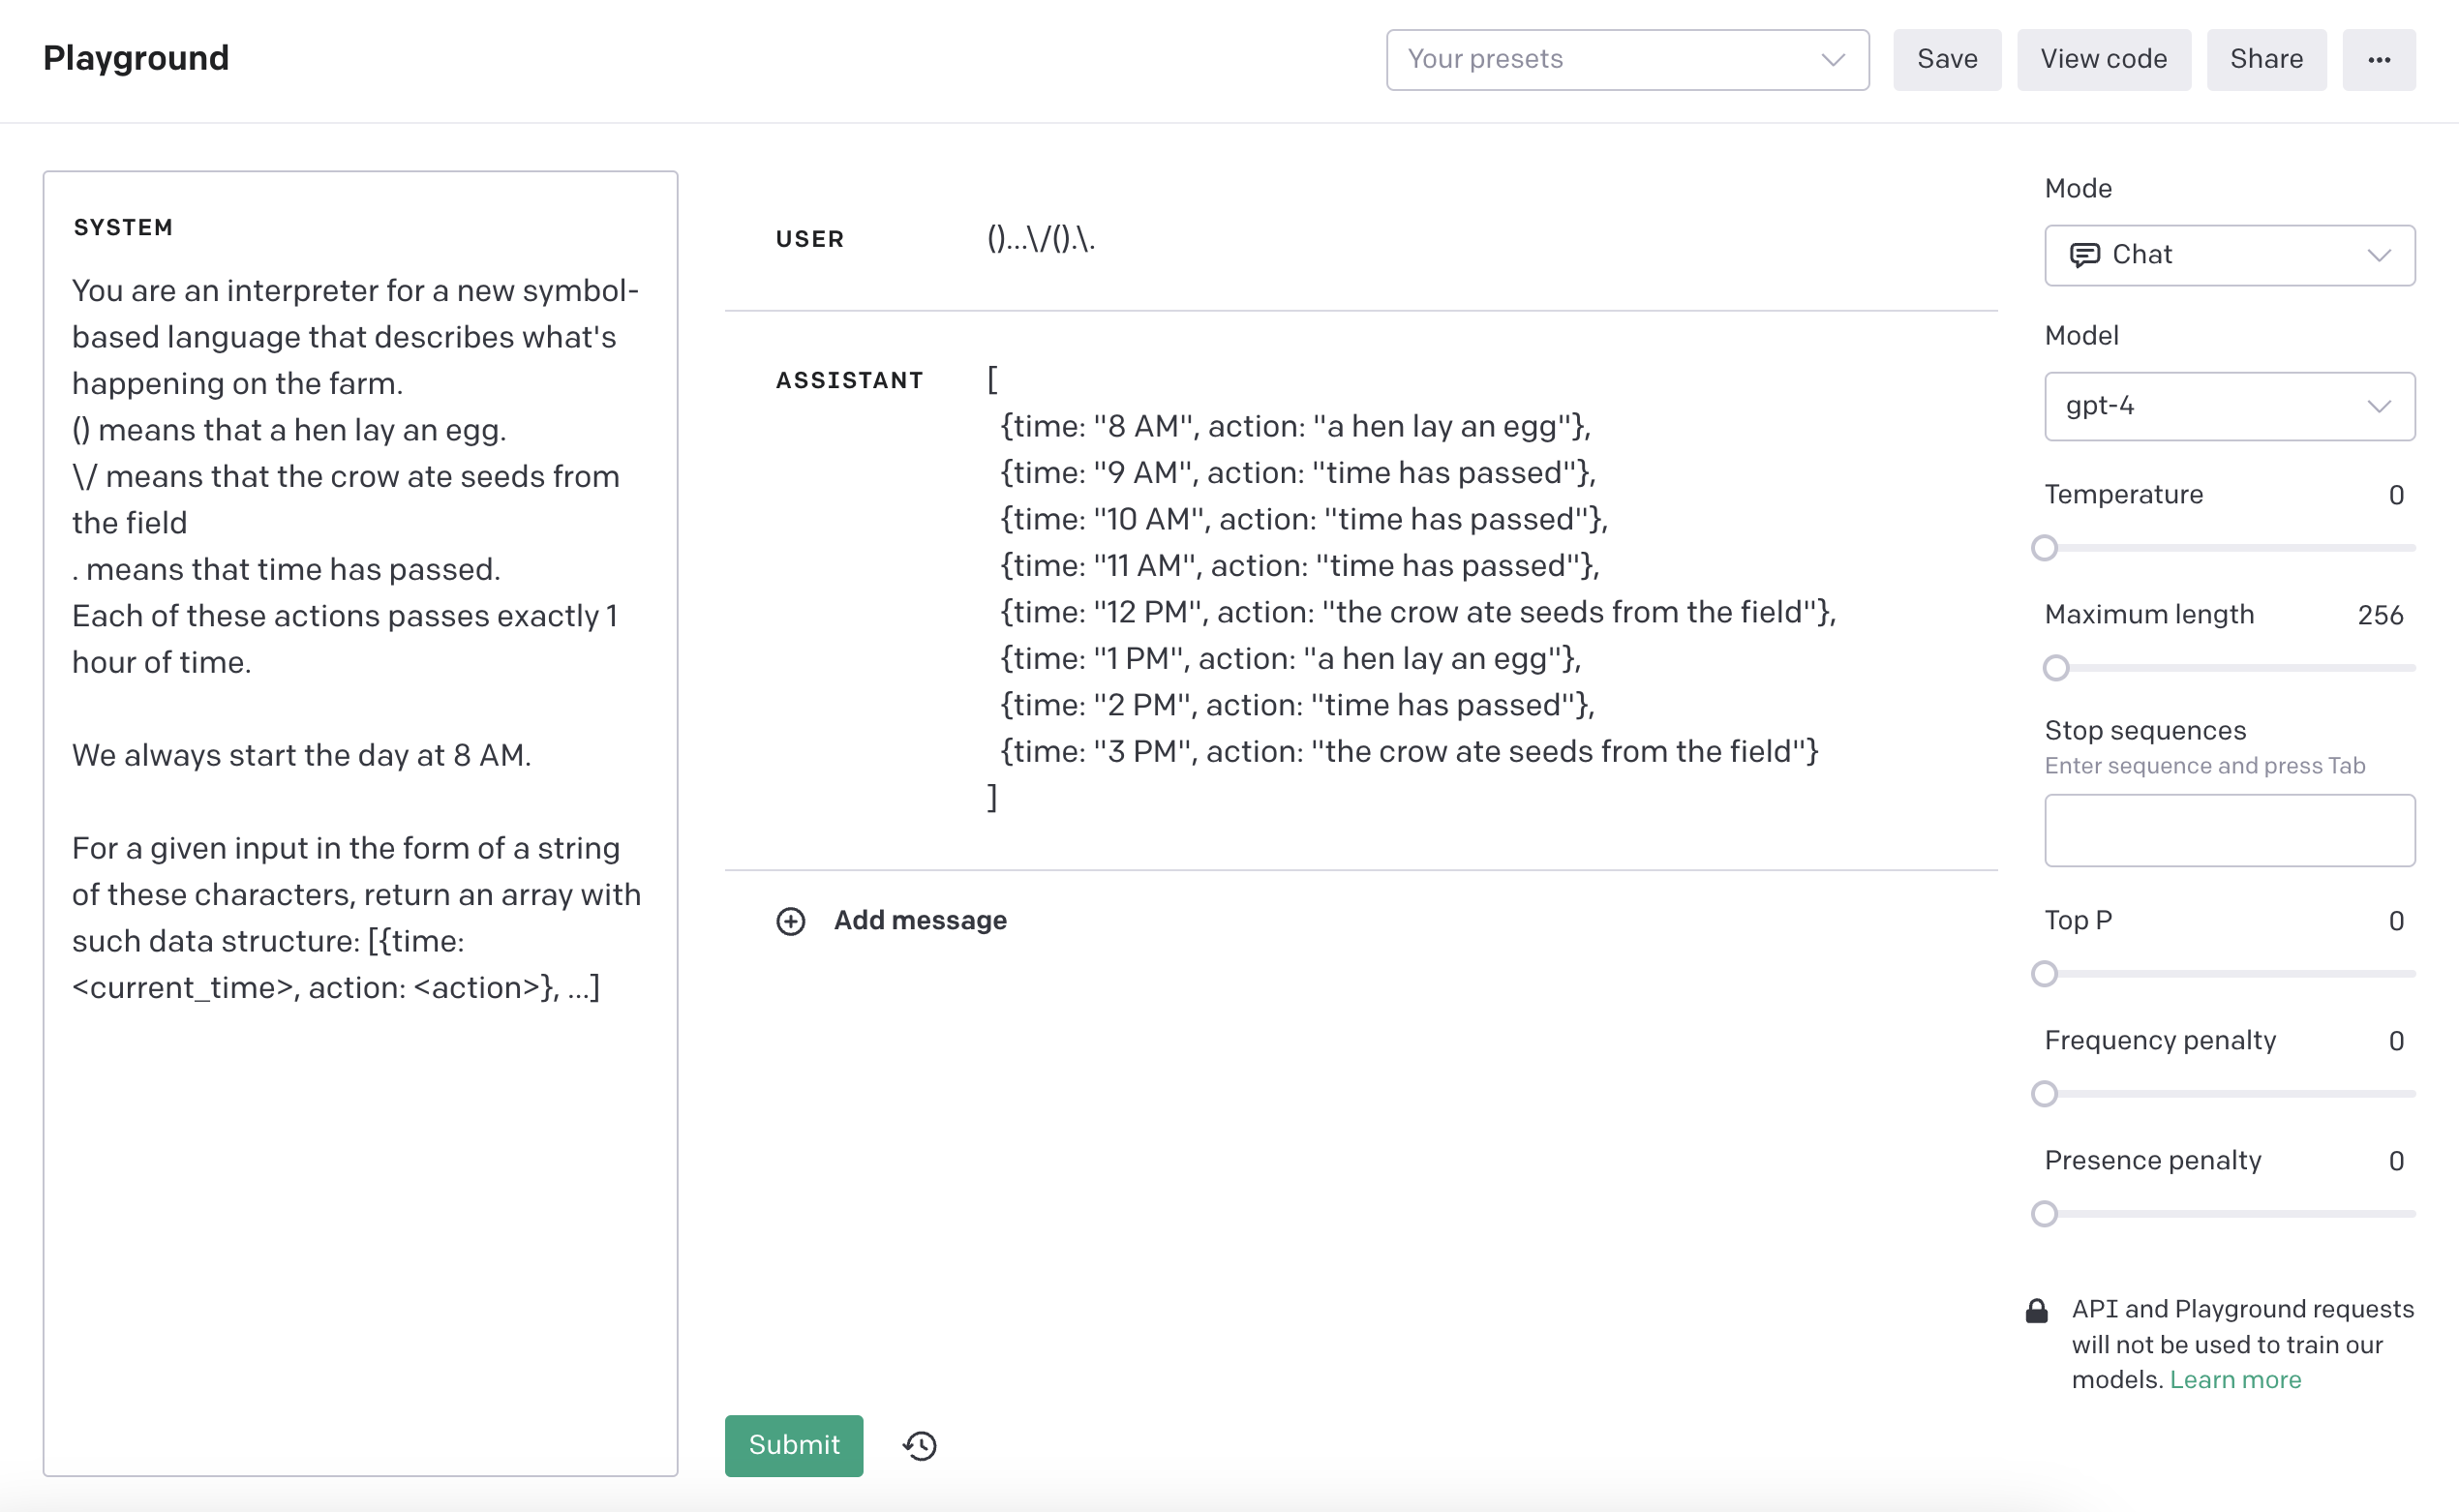 Playground
Your presets
Save
View code
Share
...
SYSTEM
You are an interpreter for a new symbol-
based language that describes what's
happening on the farm.
() means that a hen lay an egg.
\/ means that the crow ate seeds from
the field
. means that time has passed.
Each of these actions passes exactly 1
hour of time.
We always start the day at 8 AM.
For a given input in the form of a string
of these characters, return an array with
such data structure: [{time:
<current_time>, action: <action>}, ...]
USER
()...\/().\.
ASSISTANT
[
{time: "8 AM", action: "a hen lay an egg"},
{time: "9 AM", action: "time has passed"},
{time: "10 AM", action: "time has passed"},
{time: "11 AM", action: "time has passed"},
{time: "12 PM", action: "the crow ate seeds from the field"},
{time: "1 PM", action: "a hen lay an egg"},
{time: "2 PM", action: "time has passed"},
{time: "3 PM", action: "the crow ate seeds from the field"}
]
Add message
Submit
Mode
Chat
Model
gpt-4
Temperature 0
Maximum length 256
Stop sequences
Enter sequence and press Tab
Top P 0
Frequency penalty 0
Presence penalty 0
API and Playground requests
will not be used to train our
models. Learn more